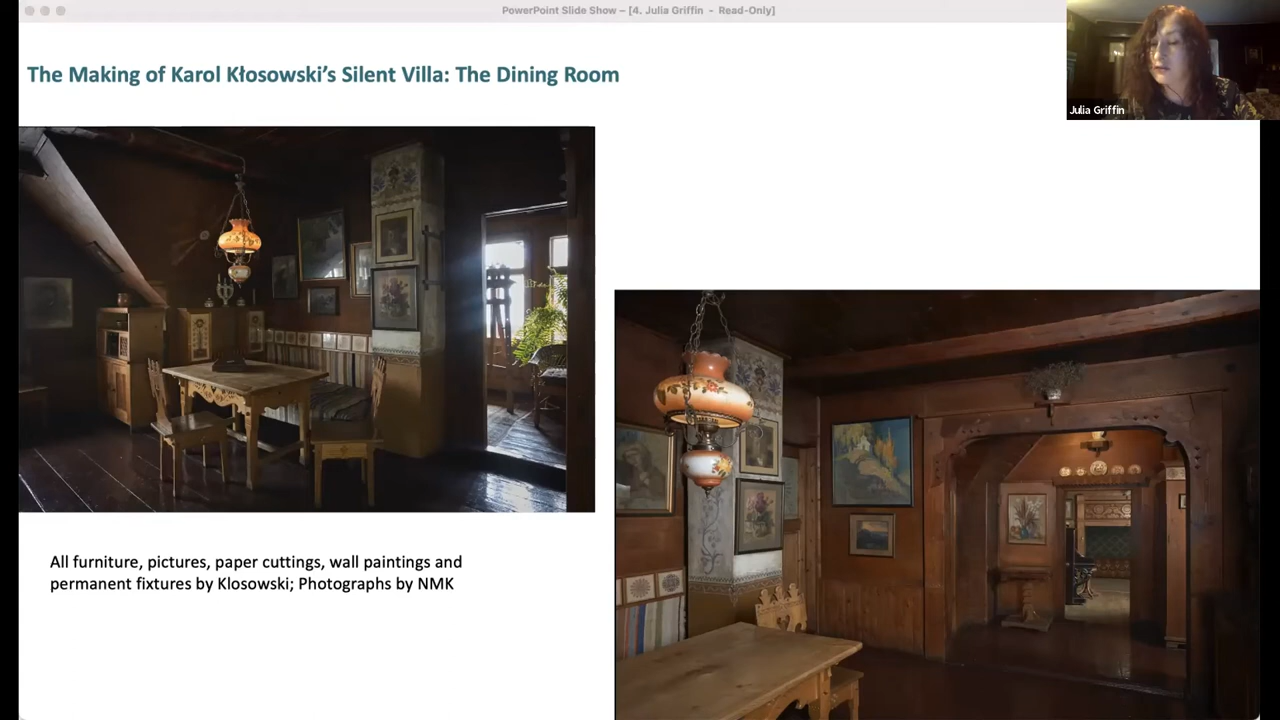 PowerPoint Slide Show – [4. Julia Griffin - Read-Only]
The Making of Karol Kłosowski’s Silent Villa: The Dining Room
Julia Griffin
All furniture, pictures, paper cuttings, wall paintings and
permanent fixtures by Klosowski; Photographs by NMK